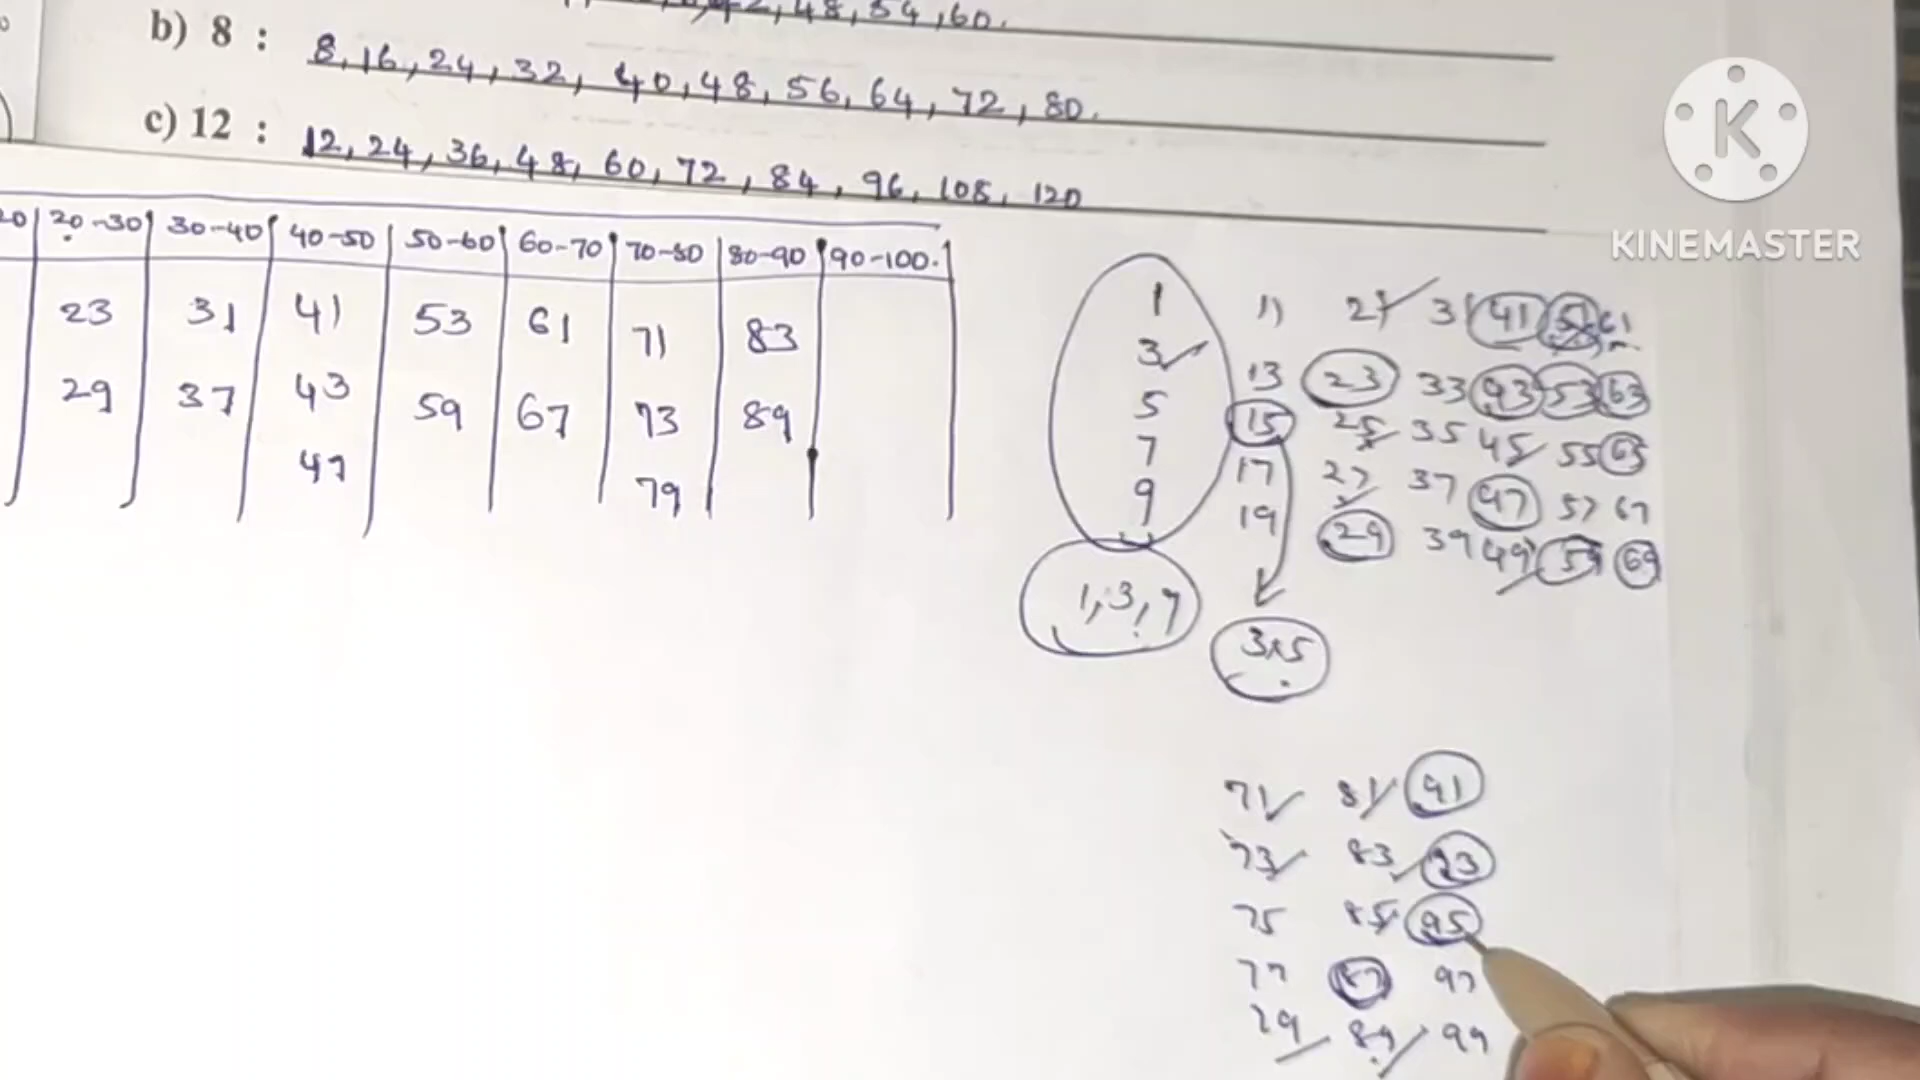 48, 54, 60.
b) 8 : 8, 16, 24, 32, 40, 48, 56, 64, 72, 80.
c) 12 : 12, 24, 36, 48, 60, 72, 84, 96, 108, 120
20 20-30 30-40 40-50 50-60 60-70 70-80 80-90 90-100.
23 31 41 53 61 71 83
29 37 43 59 67 73 89
47 79
1 11 21 31 41 51 61
3 13 23 33 43 53 63
5 15 25 35 45 55 65
7 17 27 37 47 57 67
9 19 29 39 49 59 69
1, 3, 7
3x5
71 81 91
73 83 93
75 85 95
77 87 97
79 89 99
K
KINEMASTER